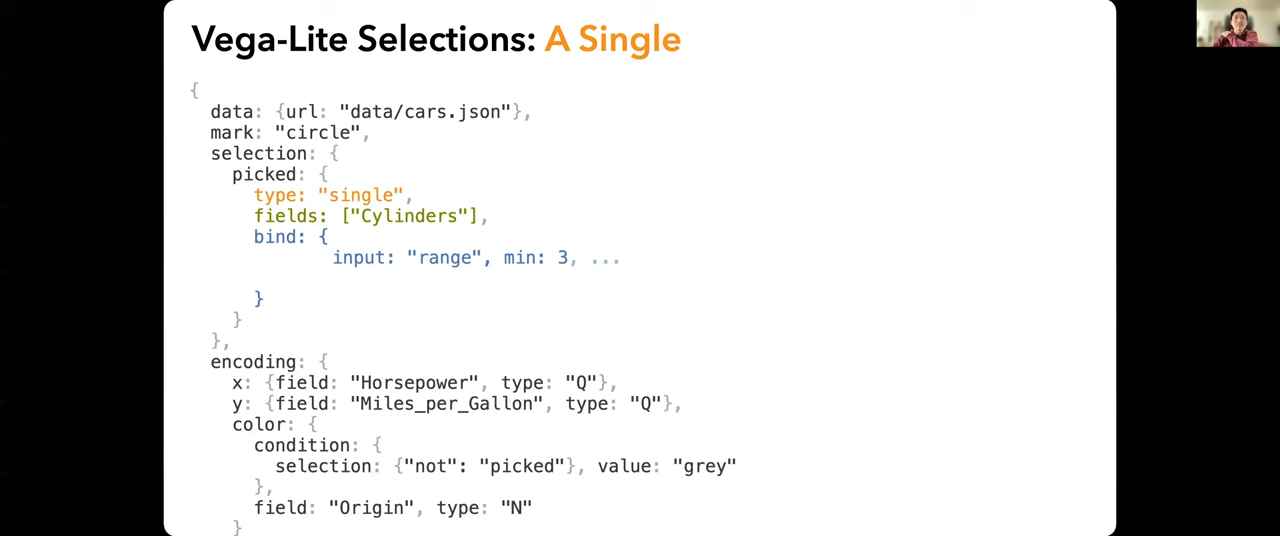 Vega-Lite Selections: A Single
{
data: {url: "data/cars.json"},
mark: "circle",
selection: {
picked: {
type: "single",
fields: ["Cylinders"],
bind: {
input: "range", min: 3, ...
}
}
},
encoding: {
x: {field: "Horsepower", type: "Q"},
y: {field: "Miles_per_Gallon", type: "Q"},
color: {
condition: {
selection: {"not": "picked"}, value: "grey"
},
field: "Origin", type: "N"
}